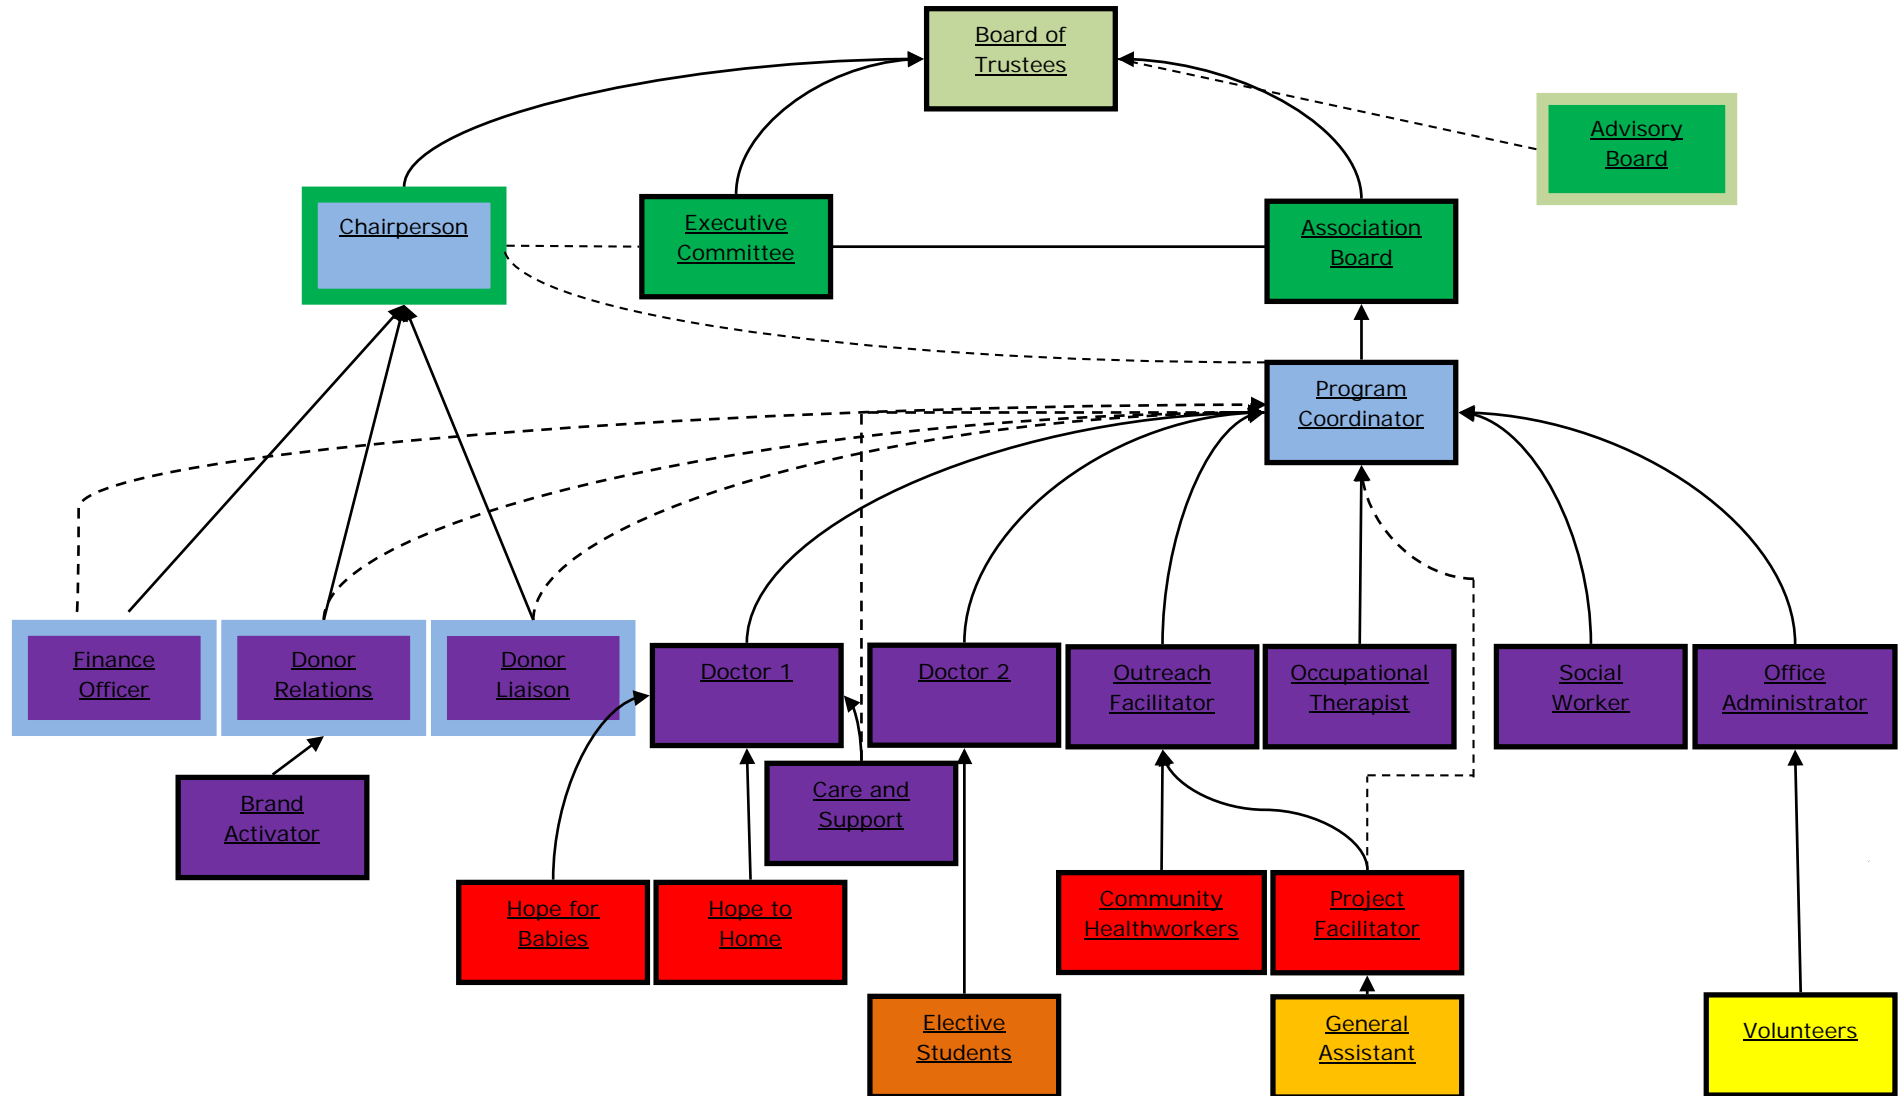 Board of
Trustees
Advisory
Board
Chairperson
Executive
Committee
Association
Board
Program
Coordinator
Finance
Officer
Donor
Relations
Donor
Liaison
Doctor 1
Doctor 2
Outreach
Facilitator
Occupational
Therapist
Social
Worker
Office
Administrator
Brand
Activator
Care and
Support
Hope for
Babies
Hope to
Home
Community
Healthworkers
Project
Facilitator
Elective
Students
General
Assistant
Volunteers